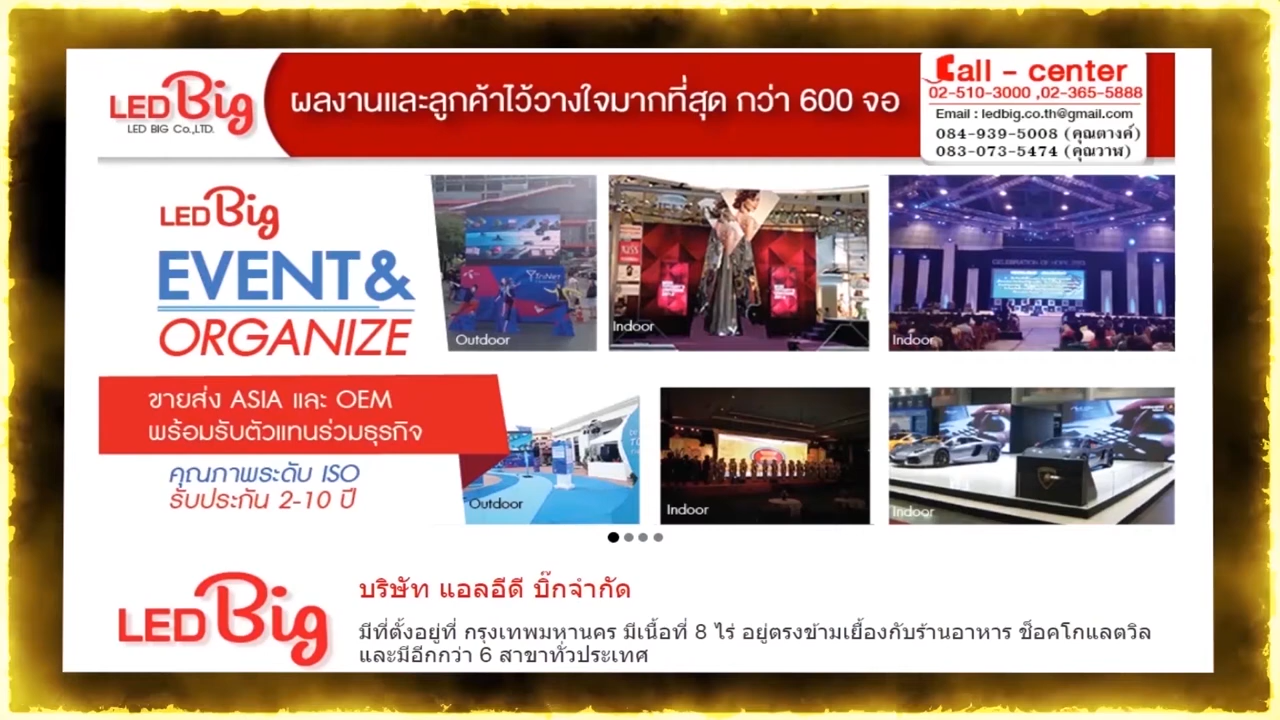 LED Big
LED BIG Co.,LTD.
ผลงานและลูกค้าไว้วางใจมากที่สุด กว่า 600 จอ
Call - center
02-510-3000 ,02-365-5888
Email : ledbig.co.th@gmail.com
084-939-5008 (คุณตางค์)
083-073-5474 (คุณวาฬ)
LED Big
EVENT&
ORGANIZE
TriNet
Outdoor
Indoor
CELEBRATION OF HOPE
Indoor
ขายส่ง ASIA และ OEM
พร้อมรับตัวแทนร่วมธุรกิจ
คุณภาพระดับ ISO
รับประกัน 2-10 ปี
Outdoor
Indoor
Indoor
LED Big
บริษัท แอลอีดี บิ๊กจำกัด
มีที่ตั้งอยู่ที่ กรุงเทพมหานคร มีเนื้อที่ 8 ไร่ อยู่ตรงข้ามเยื้องกับร้านอาหาร ช็อคโกแลตวิล
และมีอีกกว่า 6 สาขาทั่วประเทศ